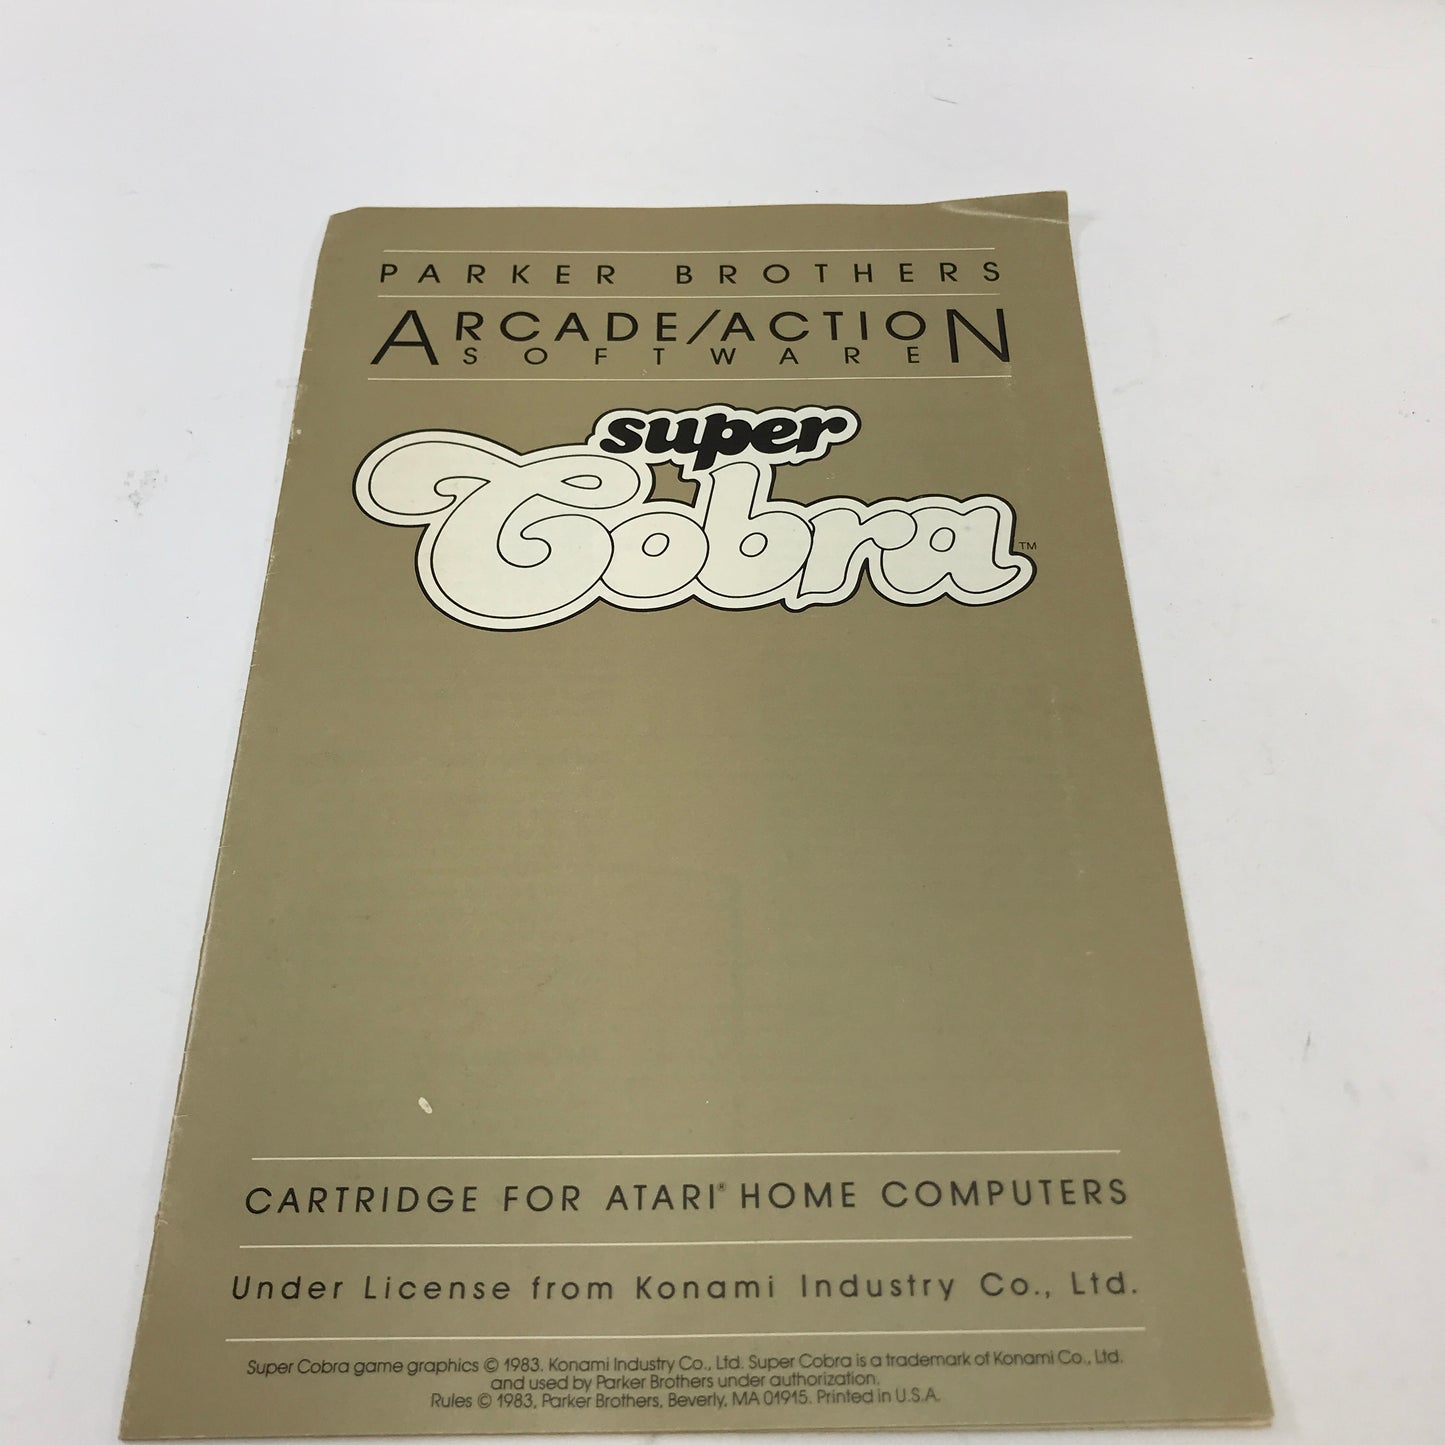 PARKER BROTHERS
ARCADE/ACTION
SOFTWARE
super
Cobra™
CARTRIDGE FOR ATARI® HOME COMPUTERS
Under License from Konami Industry Co., Ltd.
Super Cobra game graphics © 1983. Konami Industry Co., Ltd. Super Cobra is a trademark of Konami Co., Ltd.
and used by Parker Brothers under authorization.
Rules © 1983, Parker Brothers, Beverly, MA 01915. Printed in U.S.A.